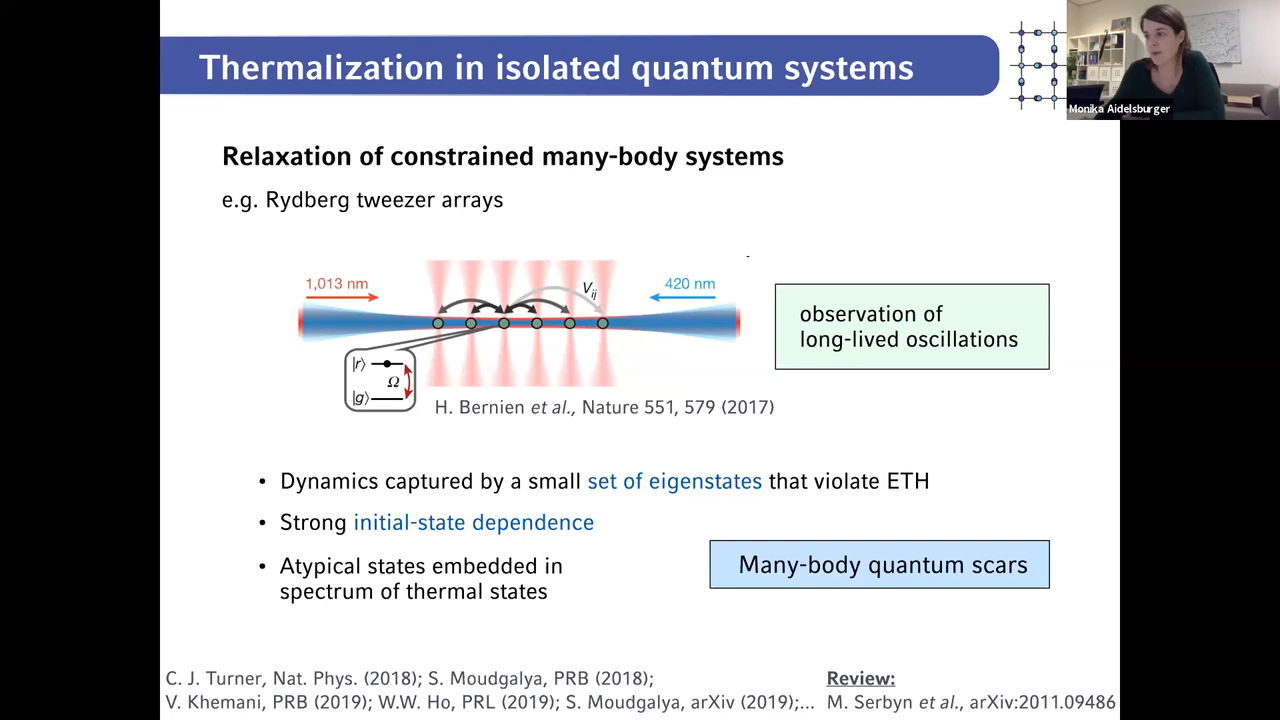 Thermalization in isolated quantum systems
Monika Aidelsburger
Relaxation of constrained many-body systems
e.g. Rydberg tweezer arrays
1,013 nm
V_ij
420 nm
observation of
long-lived oscillations
|r⟩
Ω
|g⟩
H. Bernien et al., Nature 551, 579 (2017)
• Dynamics captured by a small set of eigenstates that violate ETH
• Strong initial-state dependence
• Atypical states embedded in
spectrum of thermal states
Many-body quantum scars
C. J. Turner, Nat. Phys. (2018); S. Moudgalya, PRB (2018);
V. Khemani, PRB (2019); W.W. Ho, PRL (2019); S. Moudgalya, arXiv (2019);...
Review:
M. Serbyn et al., arXiv:2011.09486